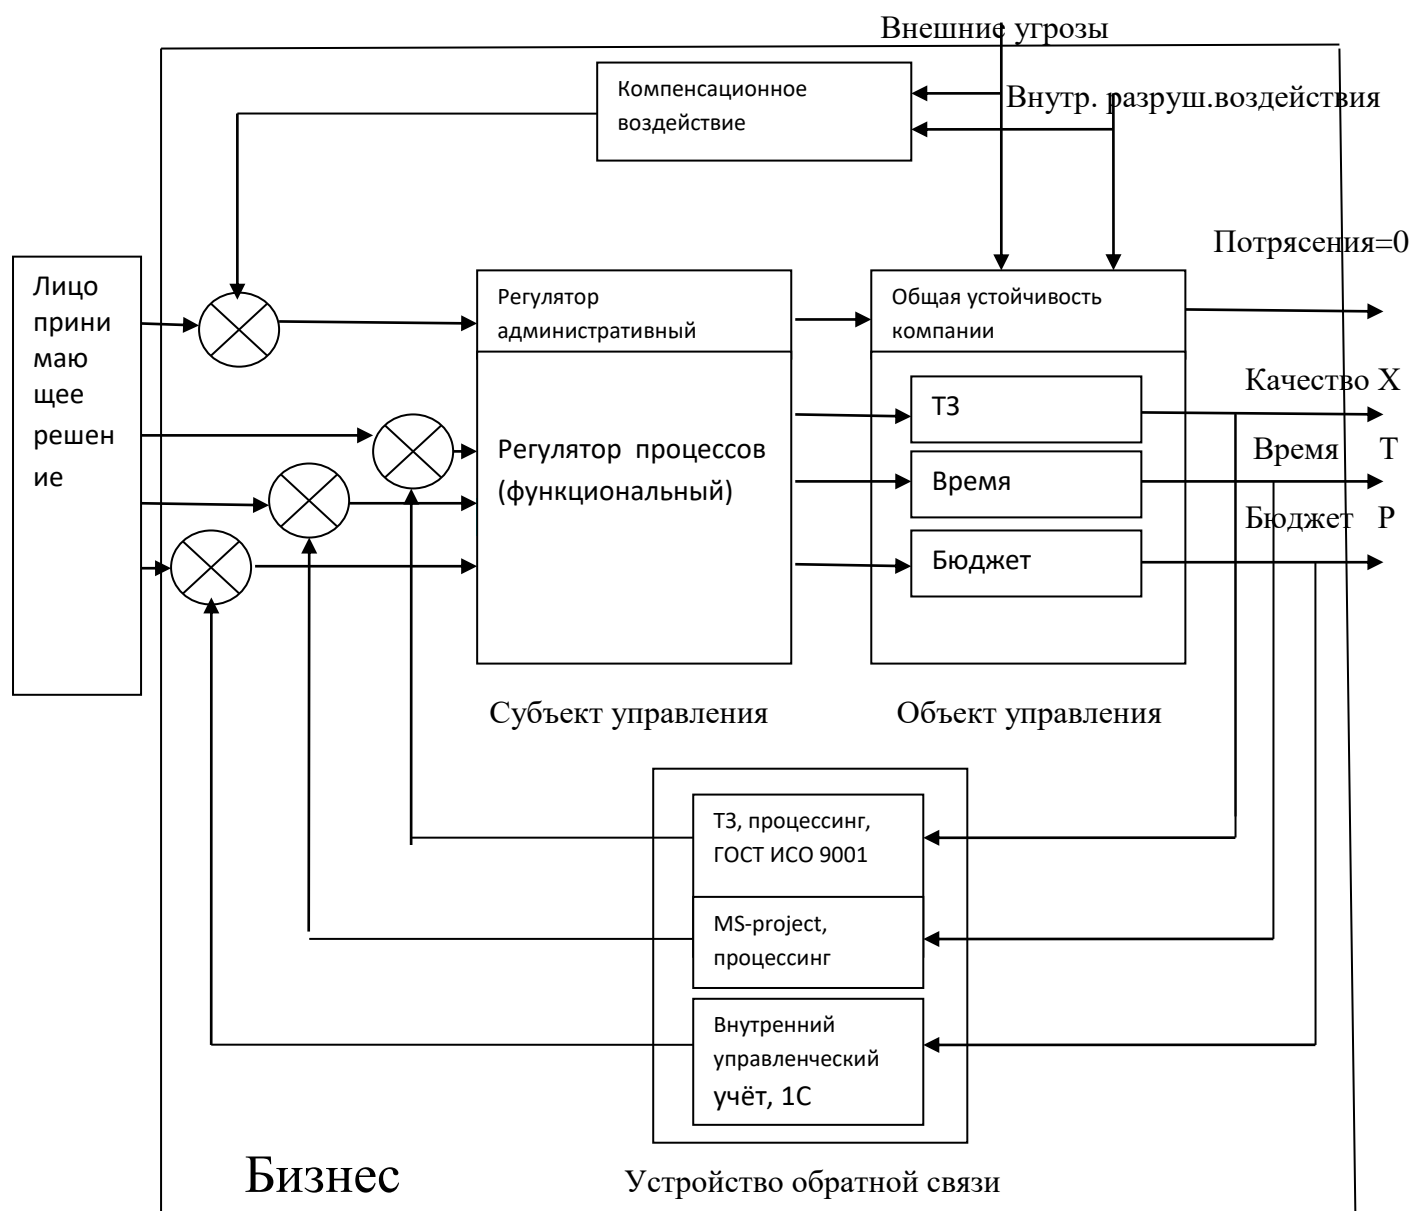 Внешние угрозы
Компенсационное
воздействие
Внутр. разруш.воздействия
Потрясения=0
Лицо
прини
маю
щее
решен
ие
Регулятор
административный
Общая устойчивость
компании
Регулятор процессов
(функциональный)
ТЗ
Время
Бюджет
Качество Х
Время Т
Бюджет Р
Субъект управления
Объект управления
ТЗ, процессинг,
ГОСТ ИСО 9001
MS-project,
процессинг
Внутренний
управленческий
учёт, 1С
Бизнес
Устройство обратной связи